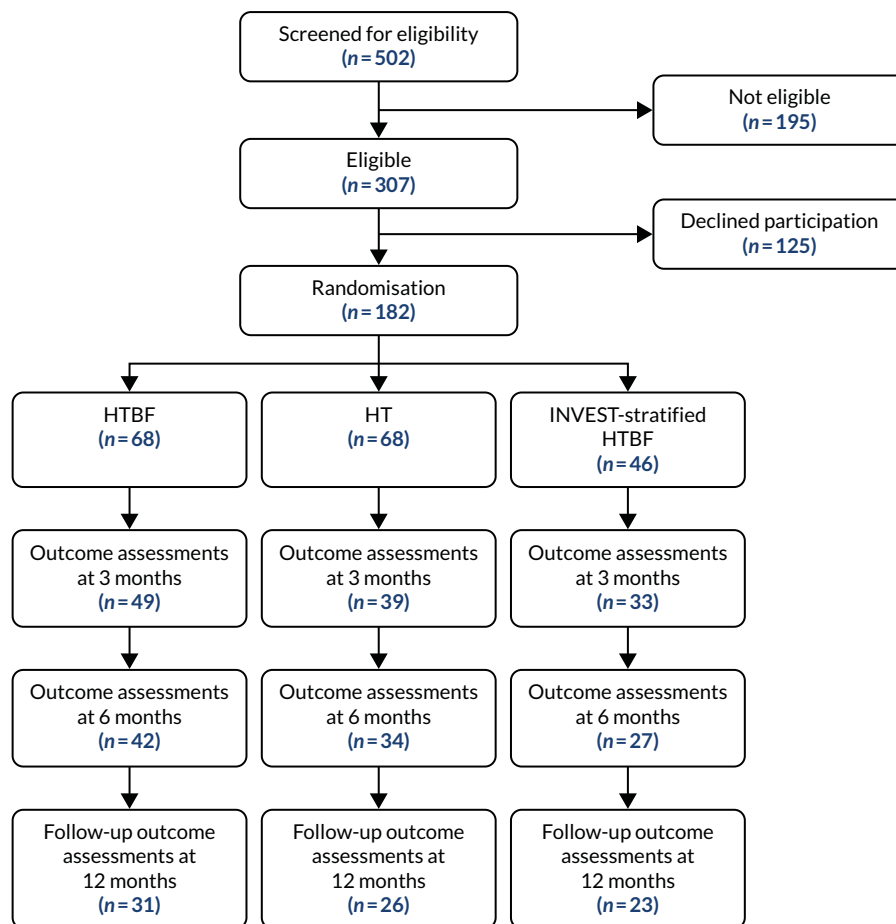 Screened for eligibility
(n = 502)
Not eligible
(n = 195)
Eligible
(n = 307)
Declined participation
(n = 125)
Randomisation
(n = 182)
HTBF
(n = 68)
HT
(n = 68)
INVEST-stratified
HTBF
(n = 46)
Outcome assessments
at 3 months
(n = 49)
Outcome assessments
at 3 months
(n = 39)
Outcome assessments
at 3 months
(n = 33)
Outcome assessments
at 6 months
(n = 42)
Outcome assessments
at 6 months
(n = 34)
Outcome assessments
at 6 months
(n = 27)
Follow-up outcome
assessments at
12 months
(n = 31)
Follow-up outcome
assessments at
12 months
(n = 26)
Follow-up outcome
assessments at
12 months
(n = 23)